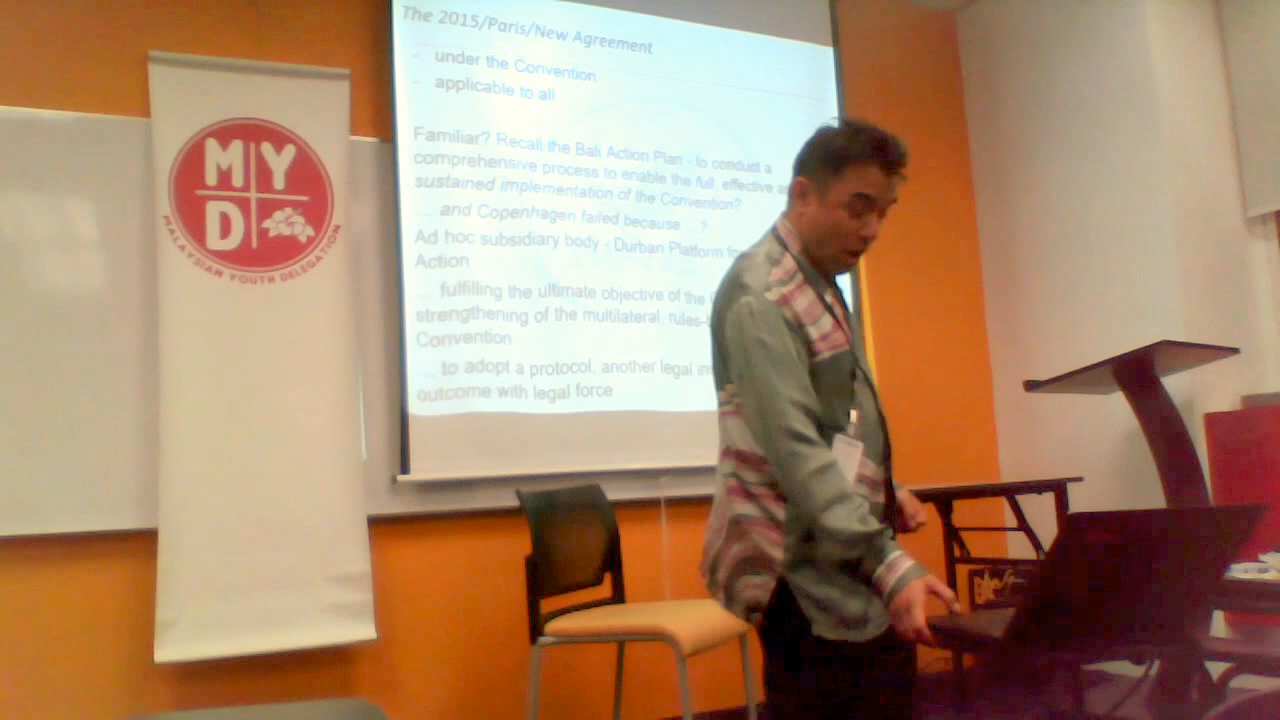 MY
D
MALAYSIAN YOUTH DELEGATION
The 2015/Paris/New Agreement
- under the Convention
- applicable to all
Familiar? Recall the Bali Action Plan - to conduct a
comprehensive process to enable the full, effective
sustained implementation of the Convention?
... and Copenhagen failed because ... ?
Ad hoc subsidiary body - Durban Platform for
Action
... fulfilling the ultimate objective of the
strengthening of the multilateral, rules-
Convention
... to adopt a protocol, another legal
outcome with legal force